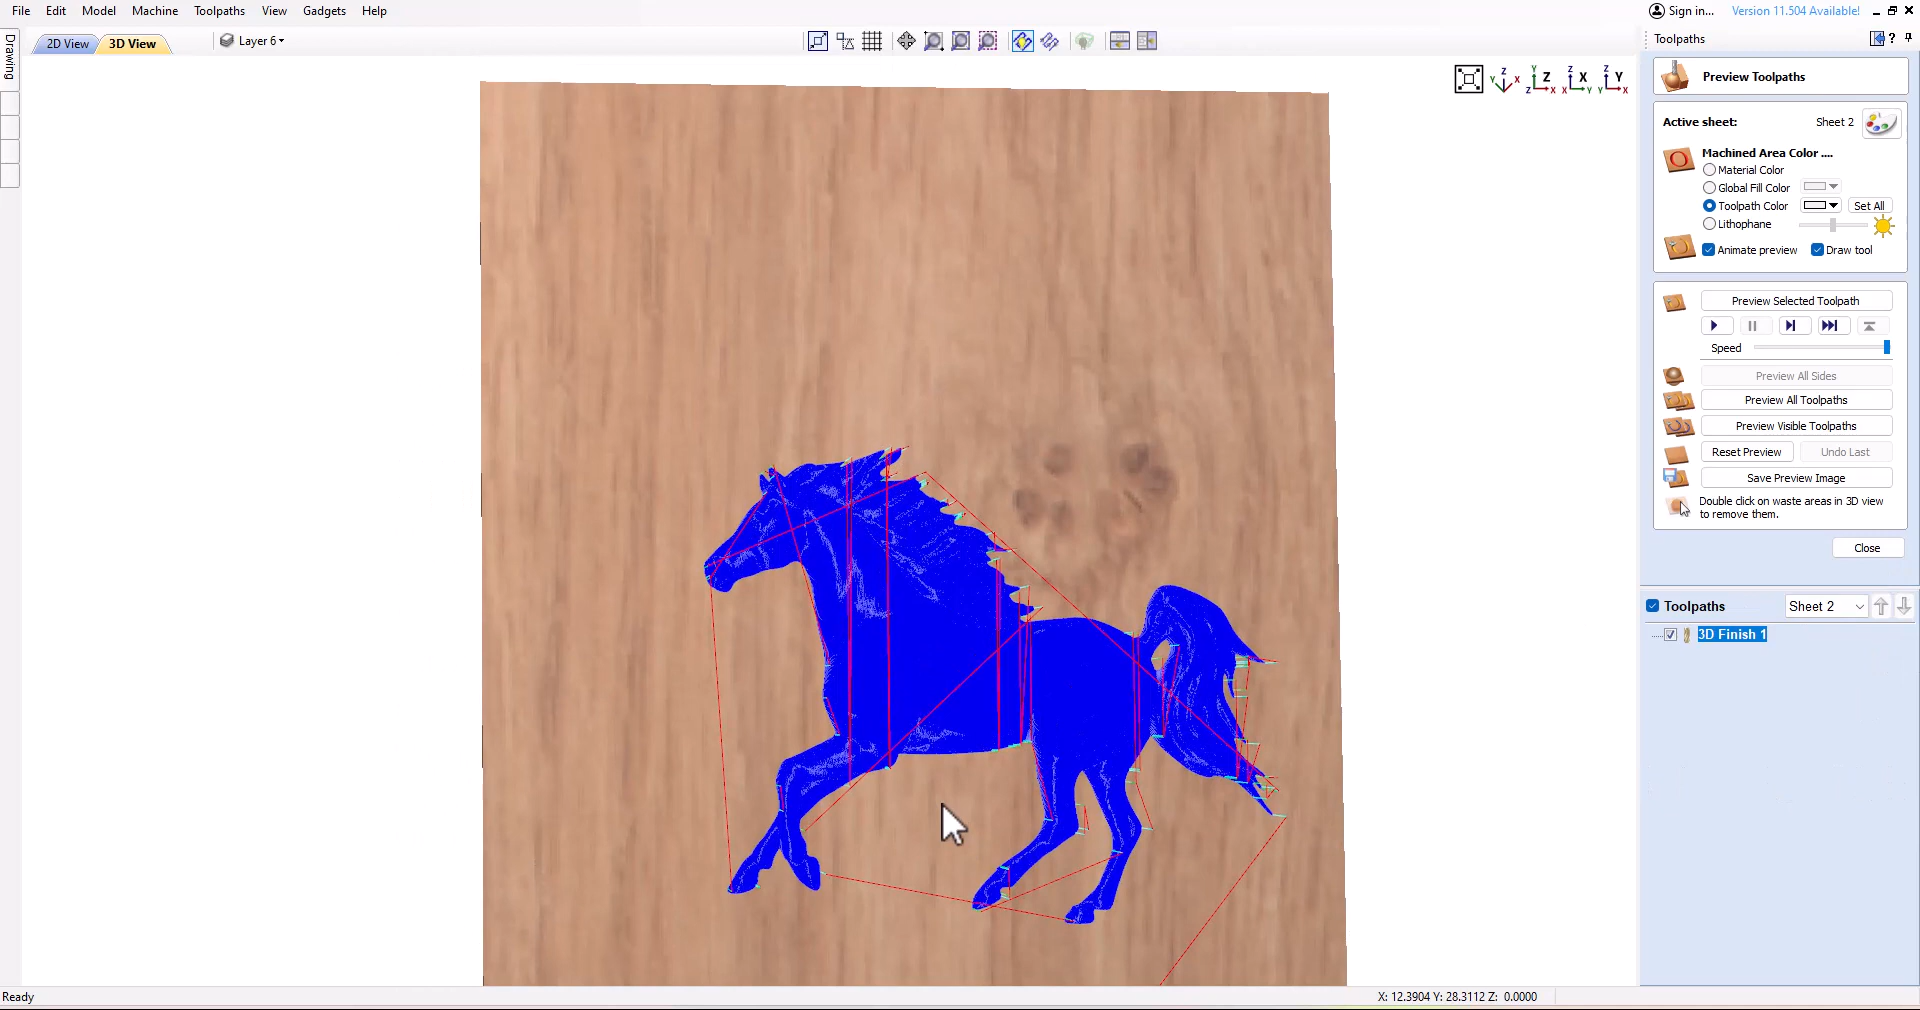 File Edit Model Machine Toolpaths View Gadgets Help
Sign in... Version 11.504 Available!
Drawing
2D View 3D View Layer 6
Toolpaths
Z Y X
Y Z Z X X
Z X Z Y Y X
Preview Toolpaths
Active sheet: Sheet 2
Machined Area Color ....
Material Color
Global Fill Color
Toolpath Color Set All
Lithophane
Animate preview Draw tool
Preview Selected Toolpath
Speed
Preview All Sides
Preview All Toolpaths
Preview Visible Toolpaths
Reset Preview Undo Last
Save Preview Image
Double click on waste areas in 3D view
to remove them.
Close
Toolpaths Sheet 2
3D Finish 1
Ready
X: 12.3904 Y: 28.3112 Z: 0.0000